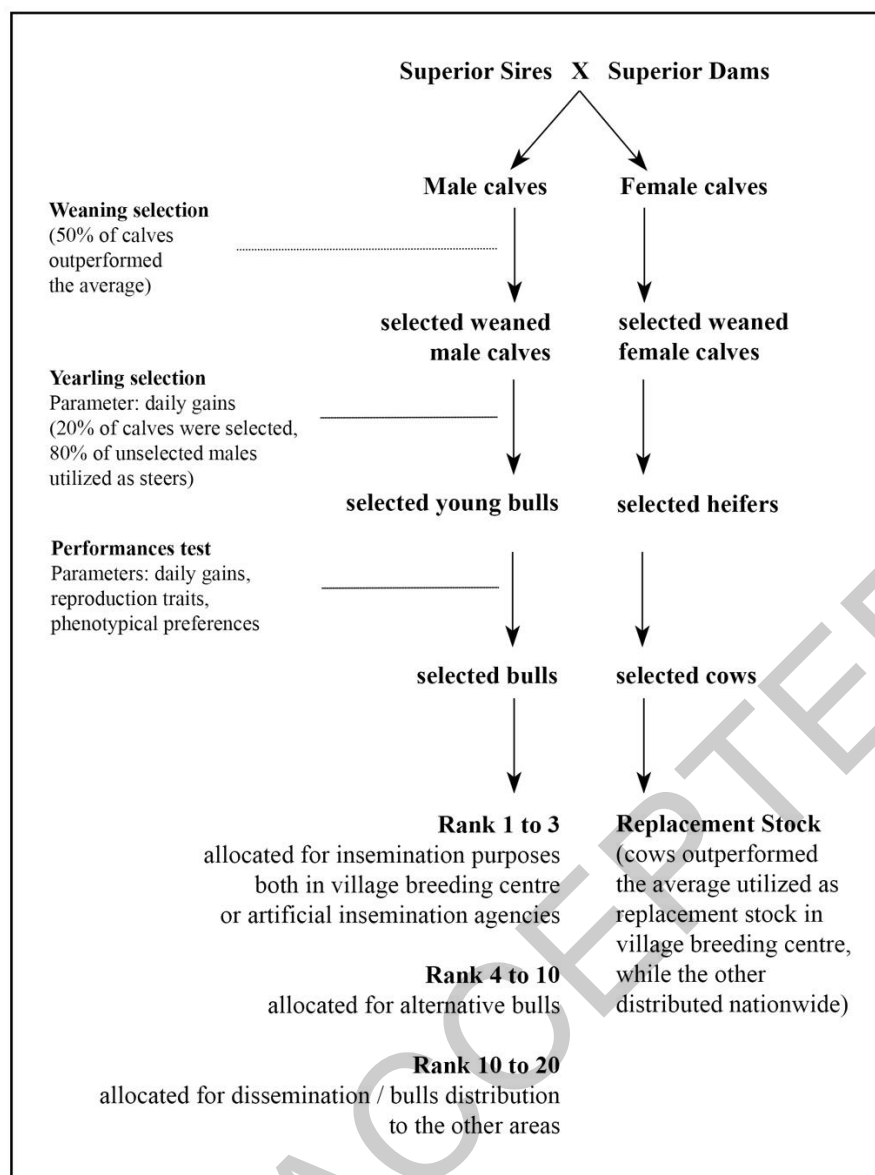 Superior Sires X Superior Dams
Male calves Female calves
Weaning selection
(50% of calves
outperformed
the average)
selected weaned
male calves
selected weaned
female calves
Yearling selection
Parameter: daily gains
(20% of calves were selected,
80% of unselected males
utilized as steers)
selected young bulls selected heifers
Performances test
Parameters: daily gains,
reproduction traits,
phenotypical preferences
selected bulls selected cows
Rank 1 to 3
allocated for insemination purposes
both in village breeding centre
or artificial insemination agencies
Rank 4 to 10
allocated for alternative bulls
Rank 10 to 20
allocated for dissemination / bulls distribution
to the other areas
Replacement Stock
(cows outperformed
the average utilized as
replacement stock in
village breeding centre,
while the other
distributed nationwide)
ACCEPTE